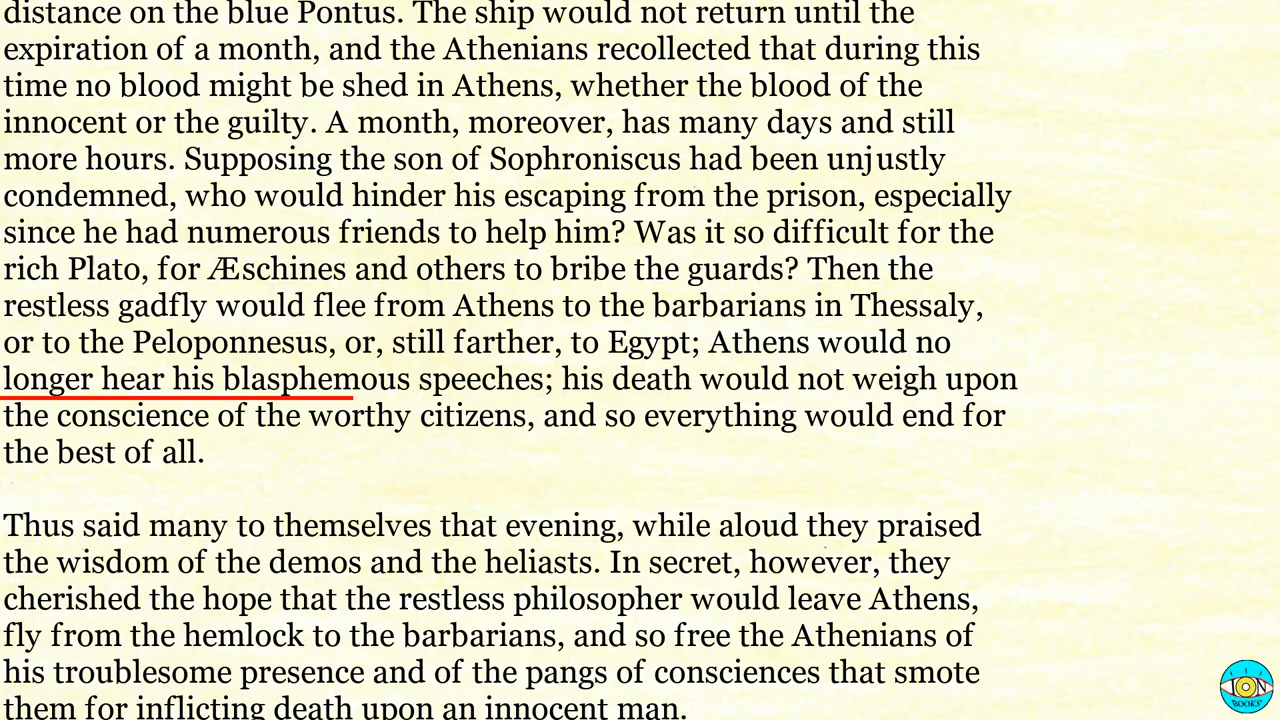 distance on the blue Pontus. The ship would not return until the
expiration of a month, and the Athenians recollected that during this
time no blood might be shed in Athens, whether the blood of the
innocent or the guilty. A month, moreover, has many days and still
more hours. Supposing the son of Sophroniscus had been unjustly
condemned, who would hinder his escaping from the prison, especially
since he had numerous friends to help him? Was it so difficult for the
rich Plato, for Æschines and others to bribe the guards? Then the
restless gadfly would flee from Athens to the barbarians in Thessaly,
or to the Peloponnesus, or, still farther, to Egypt; Athens would no
longer hear his blasphemous speeches; his death would not weigh upon
the conscience of the worthy citizens, and so everything would end for
the best of all.
Thus said many to themselves that evening, while aloud they praised
the wisdom of the demos and the heliasts. In secret, however, they
cherished the hope that the restless philosopher would leave Athens,
fly from the hemlock to the barbarians, and so free the Athenians of
his troublesome presence and of the pangs of consciences that smote
them for inflicting death upon an innocent man.
ION
BOOKS